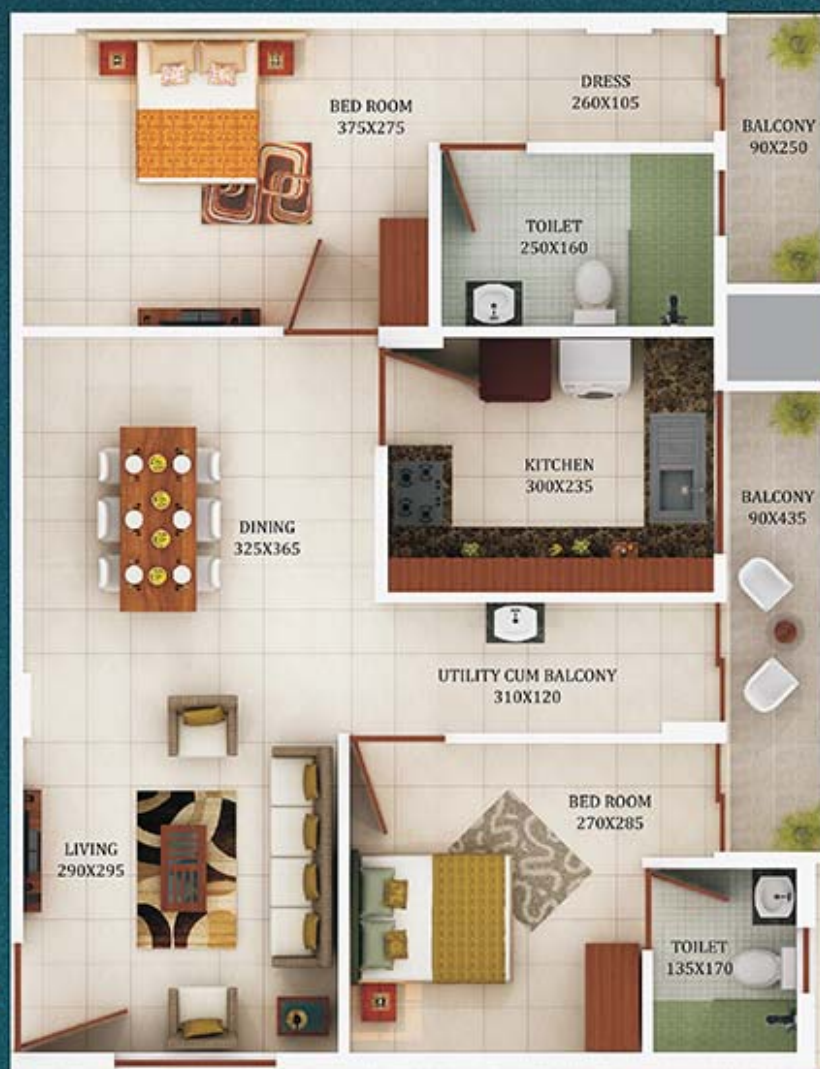 BED ROOM
375X275
DRESS
260X105
BALCONY
90X250
TOILET
250X160
KITCHEN
300X235
BALCONY
90X435
DINING
325X365
UTILITY CUM BALCONY
310X120
BED ROOM
270X285
LIVING
290X295
TOILET
135X170